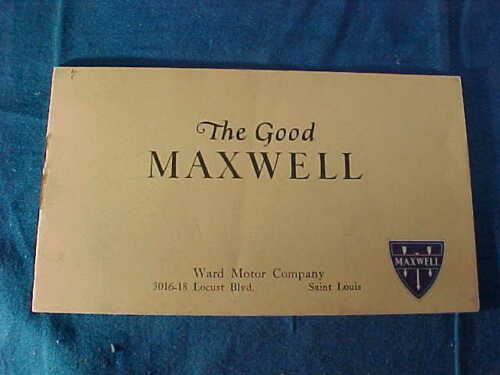 The Good
MAXWELL
Ward Motor Company
3016-18 Locust Blvd. Saint Louis
MAXWELL